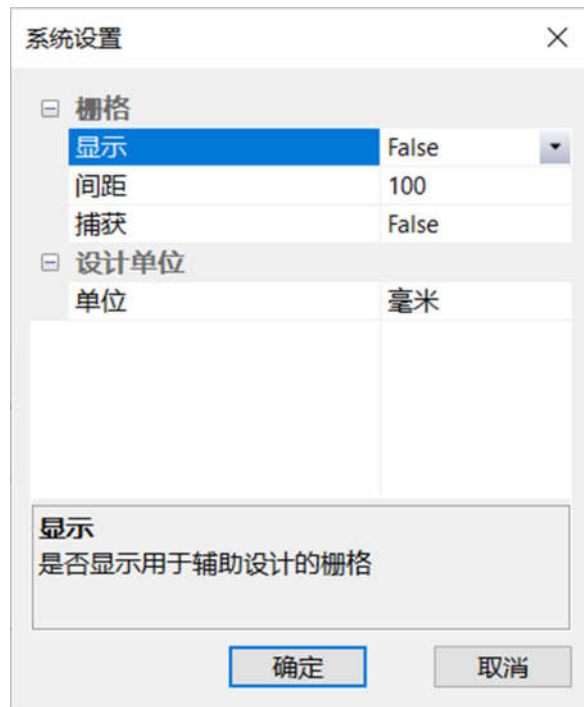 系统设置
栅格
显示 False
间距 100
捕获 False
设计单位
单位 毫米
显示
是否显示用于辅助设计的栅格
确定 取消